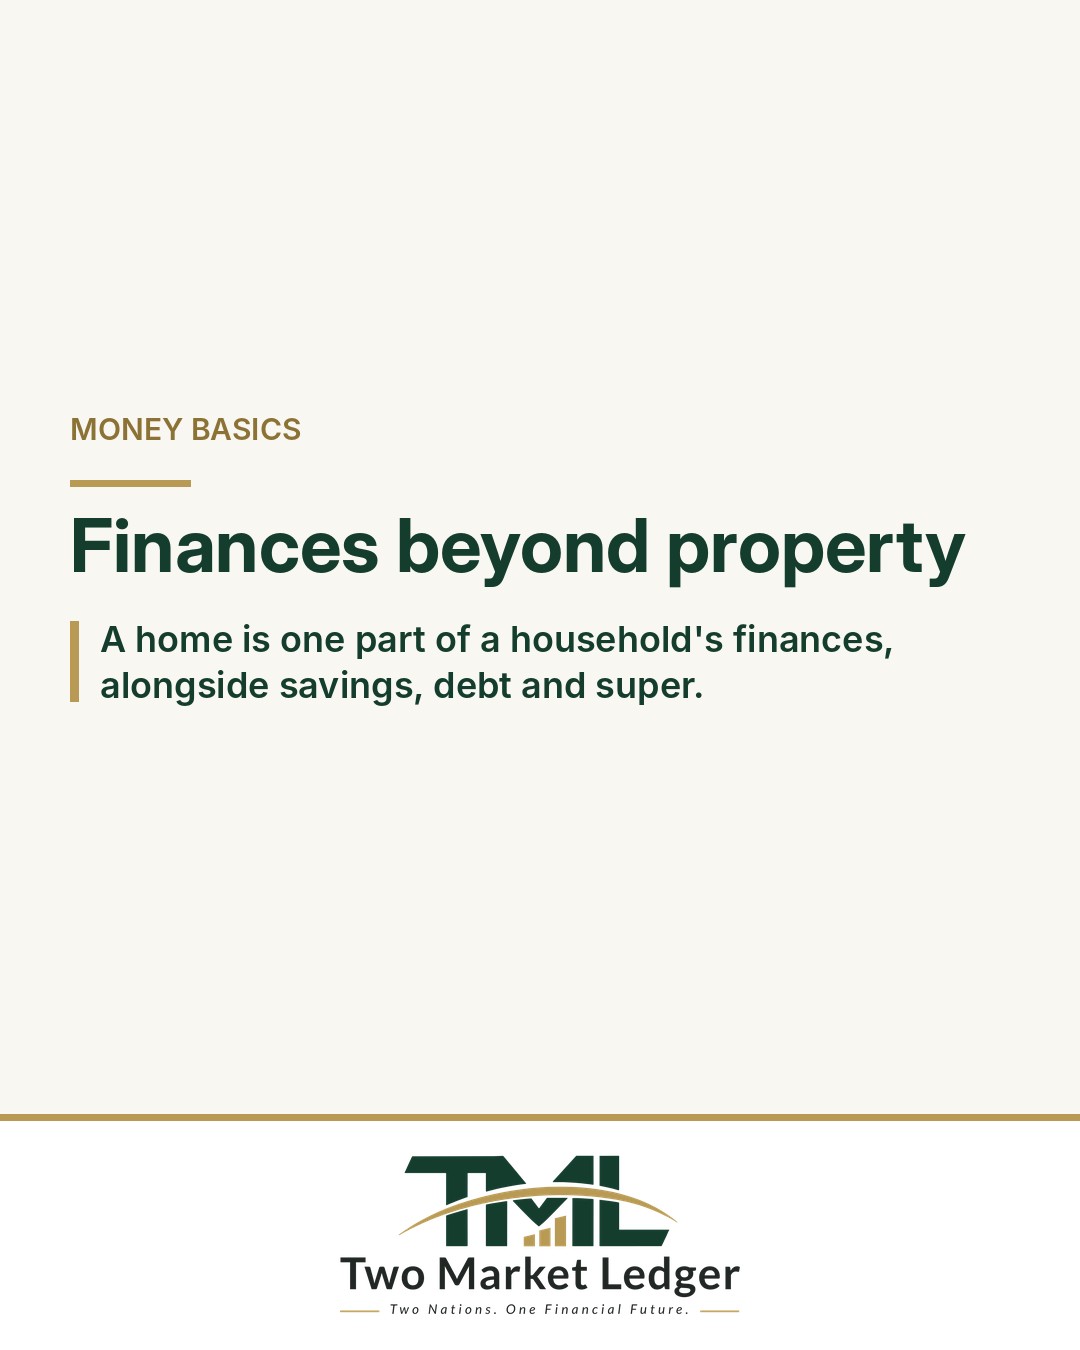 MONEY BASICS
Finances beyond property
A home is one part of a household's finances,
alongside savings, debt and super.
TML
Two Market Ledger
Two Nations. One Financial Future.